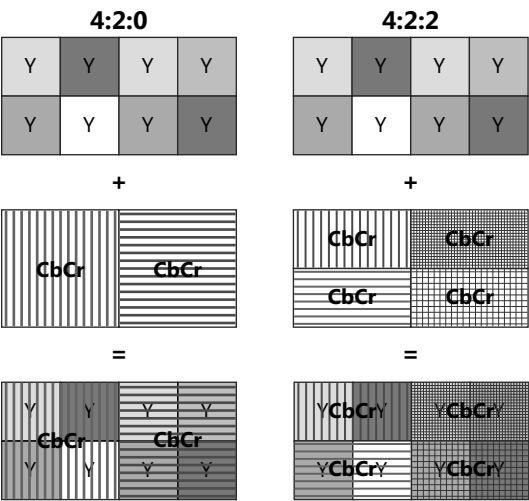 4:2:0 4:2:2
Y Y Y Y Y Y Y Y
Y Y Y Y Y Y Y Y
+ +
CbCr CbCr
CbCr CbCr CbCr CbCr
= =
Y Y Y Y YCbCrY YCbCrY
CbCr CbCr
Y Y Y Y YCbCrY YCbCrY